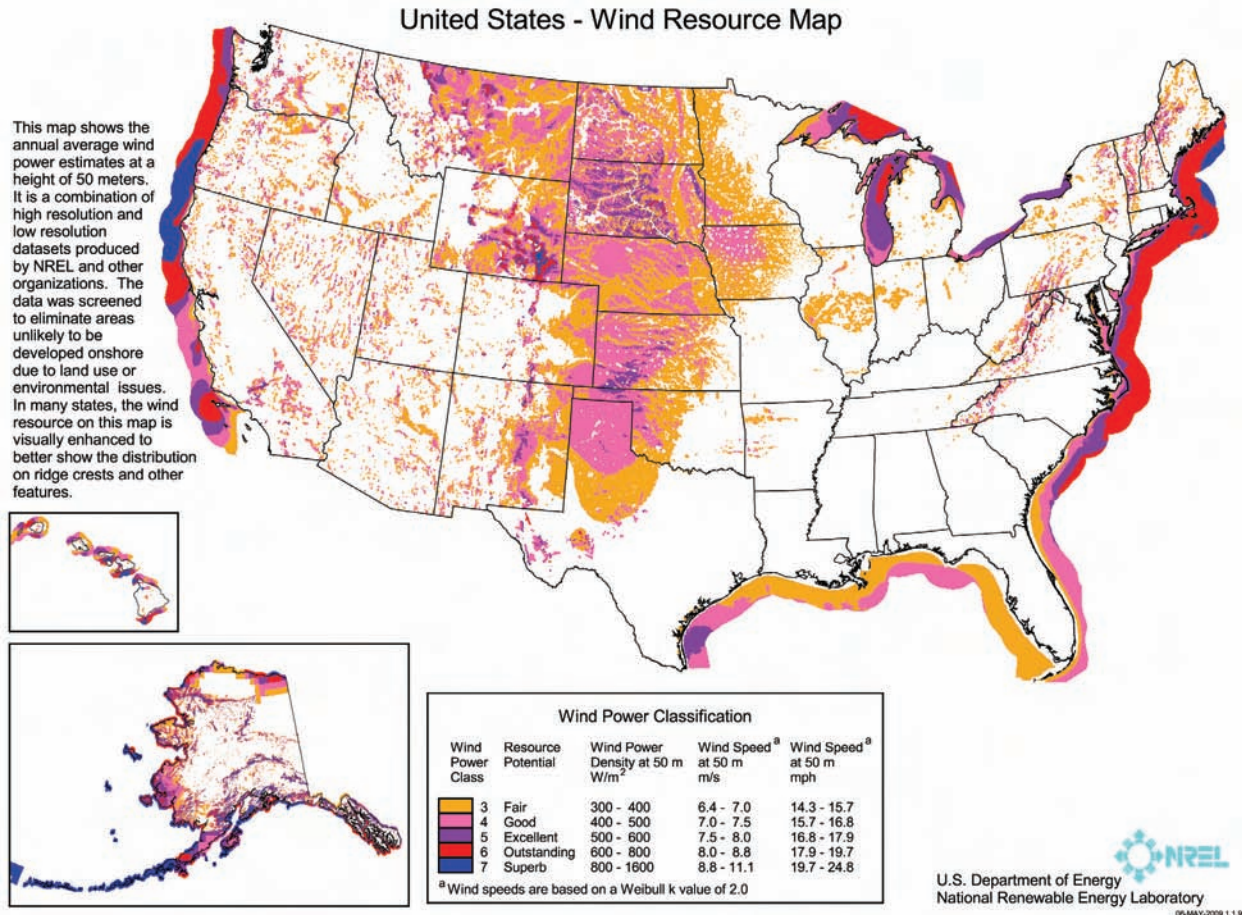 United States - Wind Resource Map
This map shows the
annual average wind
power estimates at a
height of 50 meters.
It is a combination of
high resolution and
low resolution
datasets produced
by NREL and other
organizations. The
data was screened
to eliminate areas
unlikely to be
developed onshore
due to land use or
environmental issues.
In many states, the wind
resource on this map is
visually enhanced to
better show the distribution
on ridge crests and other
features.
Wind Power Classification
Wind Power Class Resource Potential Wind Power Density at 50 m W/m² Wind Speed ᵃ at 50 m m/s Wind Speed ᵃ at 50 m mph
3 Fair 300 - 400 6.4 - 7.0 14.3 - 15.7
4 Good 400 - 500 7.0 - 7.5 15.7 - 16.8
5 Excellent 500 - 600 7.5 - 8.0 16.8 - 17.9
6 Outstanding 600 - 800 8.0 - 8.8 17.9 - 19.7
7 Superb 800 - 1600 8.8 - 11.1 19.7 - 24.8
ᵃ Wind speeds are based on a Weibull k value of 2.0
NREL
U.S. Department of Energy
National Renewable Energy Laboratory
06-MAY-2009 1.1.9